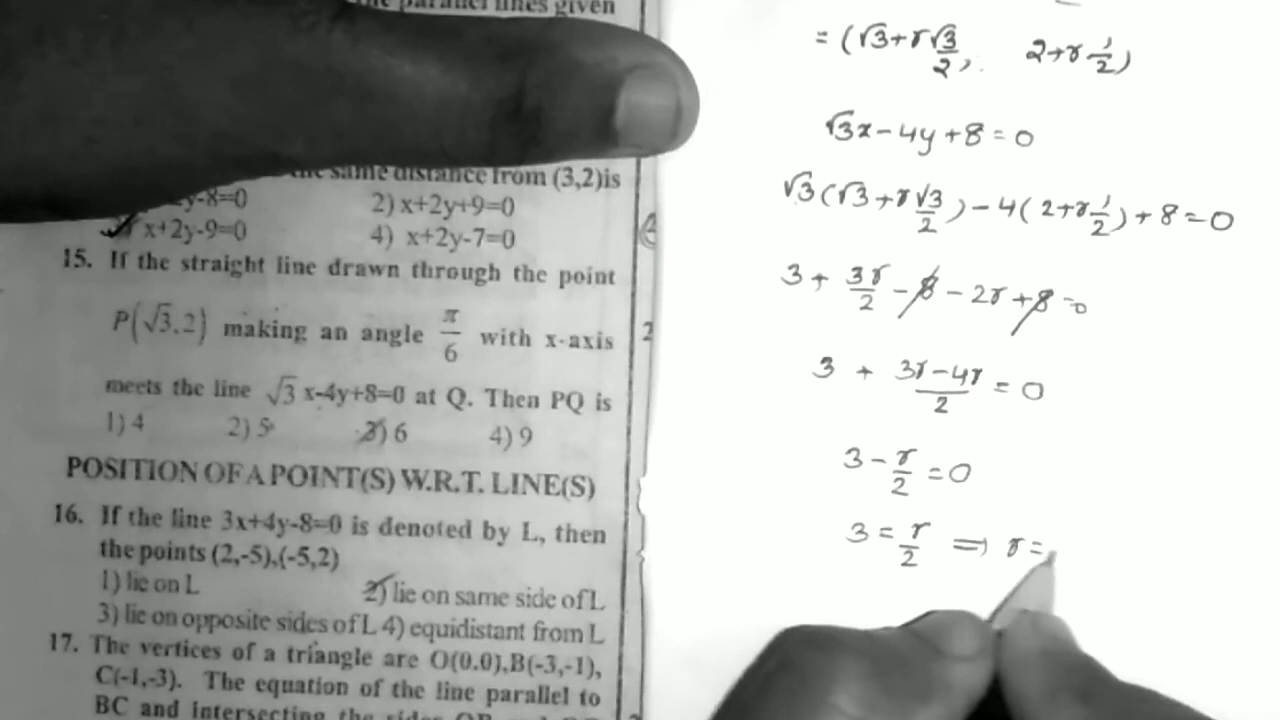 parallel lines given
the same distance from (3,2)is
y-8=0 2) x+2y+9=0
x+2y-9=0 4) x+2y-7=0
15. If the straight line drawn through the point
P(√3,2) making an angle π/6 with x-axis
meets the line √3 x-4y+8=0 at Q. Then PQ is
1) 4 2) 5 3) 6 4) 9
POSITION OF A POINT(S) W.R.T. LINE(S)
16. If the line 3x+4y-8=0 is denoted by L, then
the points (2,-5),(-5,2)
1) lie on L 2) lie on same side of L
3) lie on opposite sides of L 4) equidistant from L
17. The vertices of a triangle are O(0.0),B(-3,-1),
C(-1,-3). The equation of the line parallel to
BC and intersecting the sides
= (√3+r√3/2, 2+r1/2)
√3x-4y+8=0
√3(√3+r√3/2)-4(2+r1/2)+8=0
3+3r/2-8-2r+8=0
3 + 3r-4r/2 = 0
3-r/2=0
3=r/2 ⇒ r=